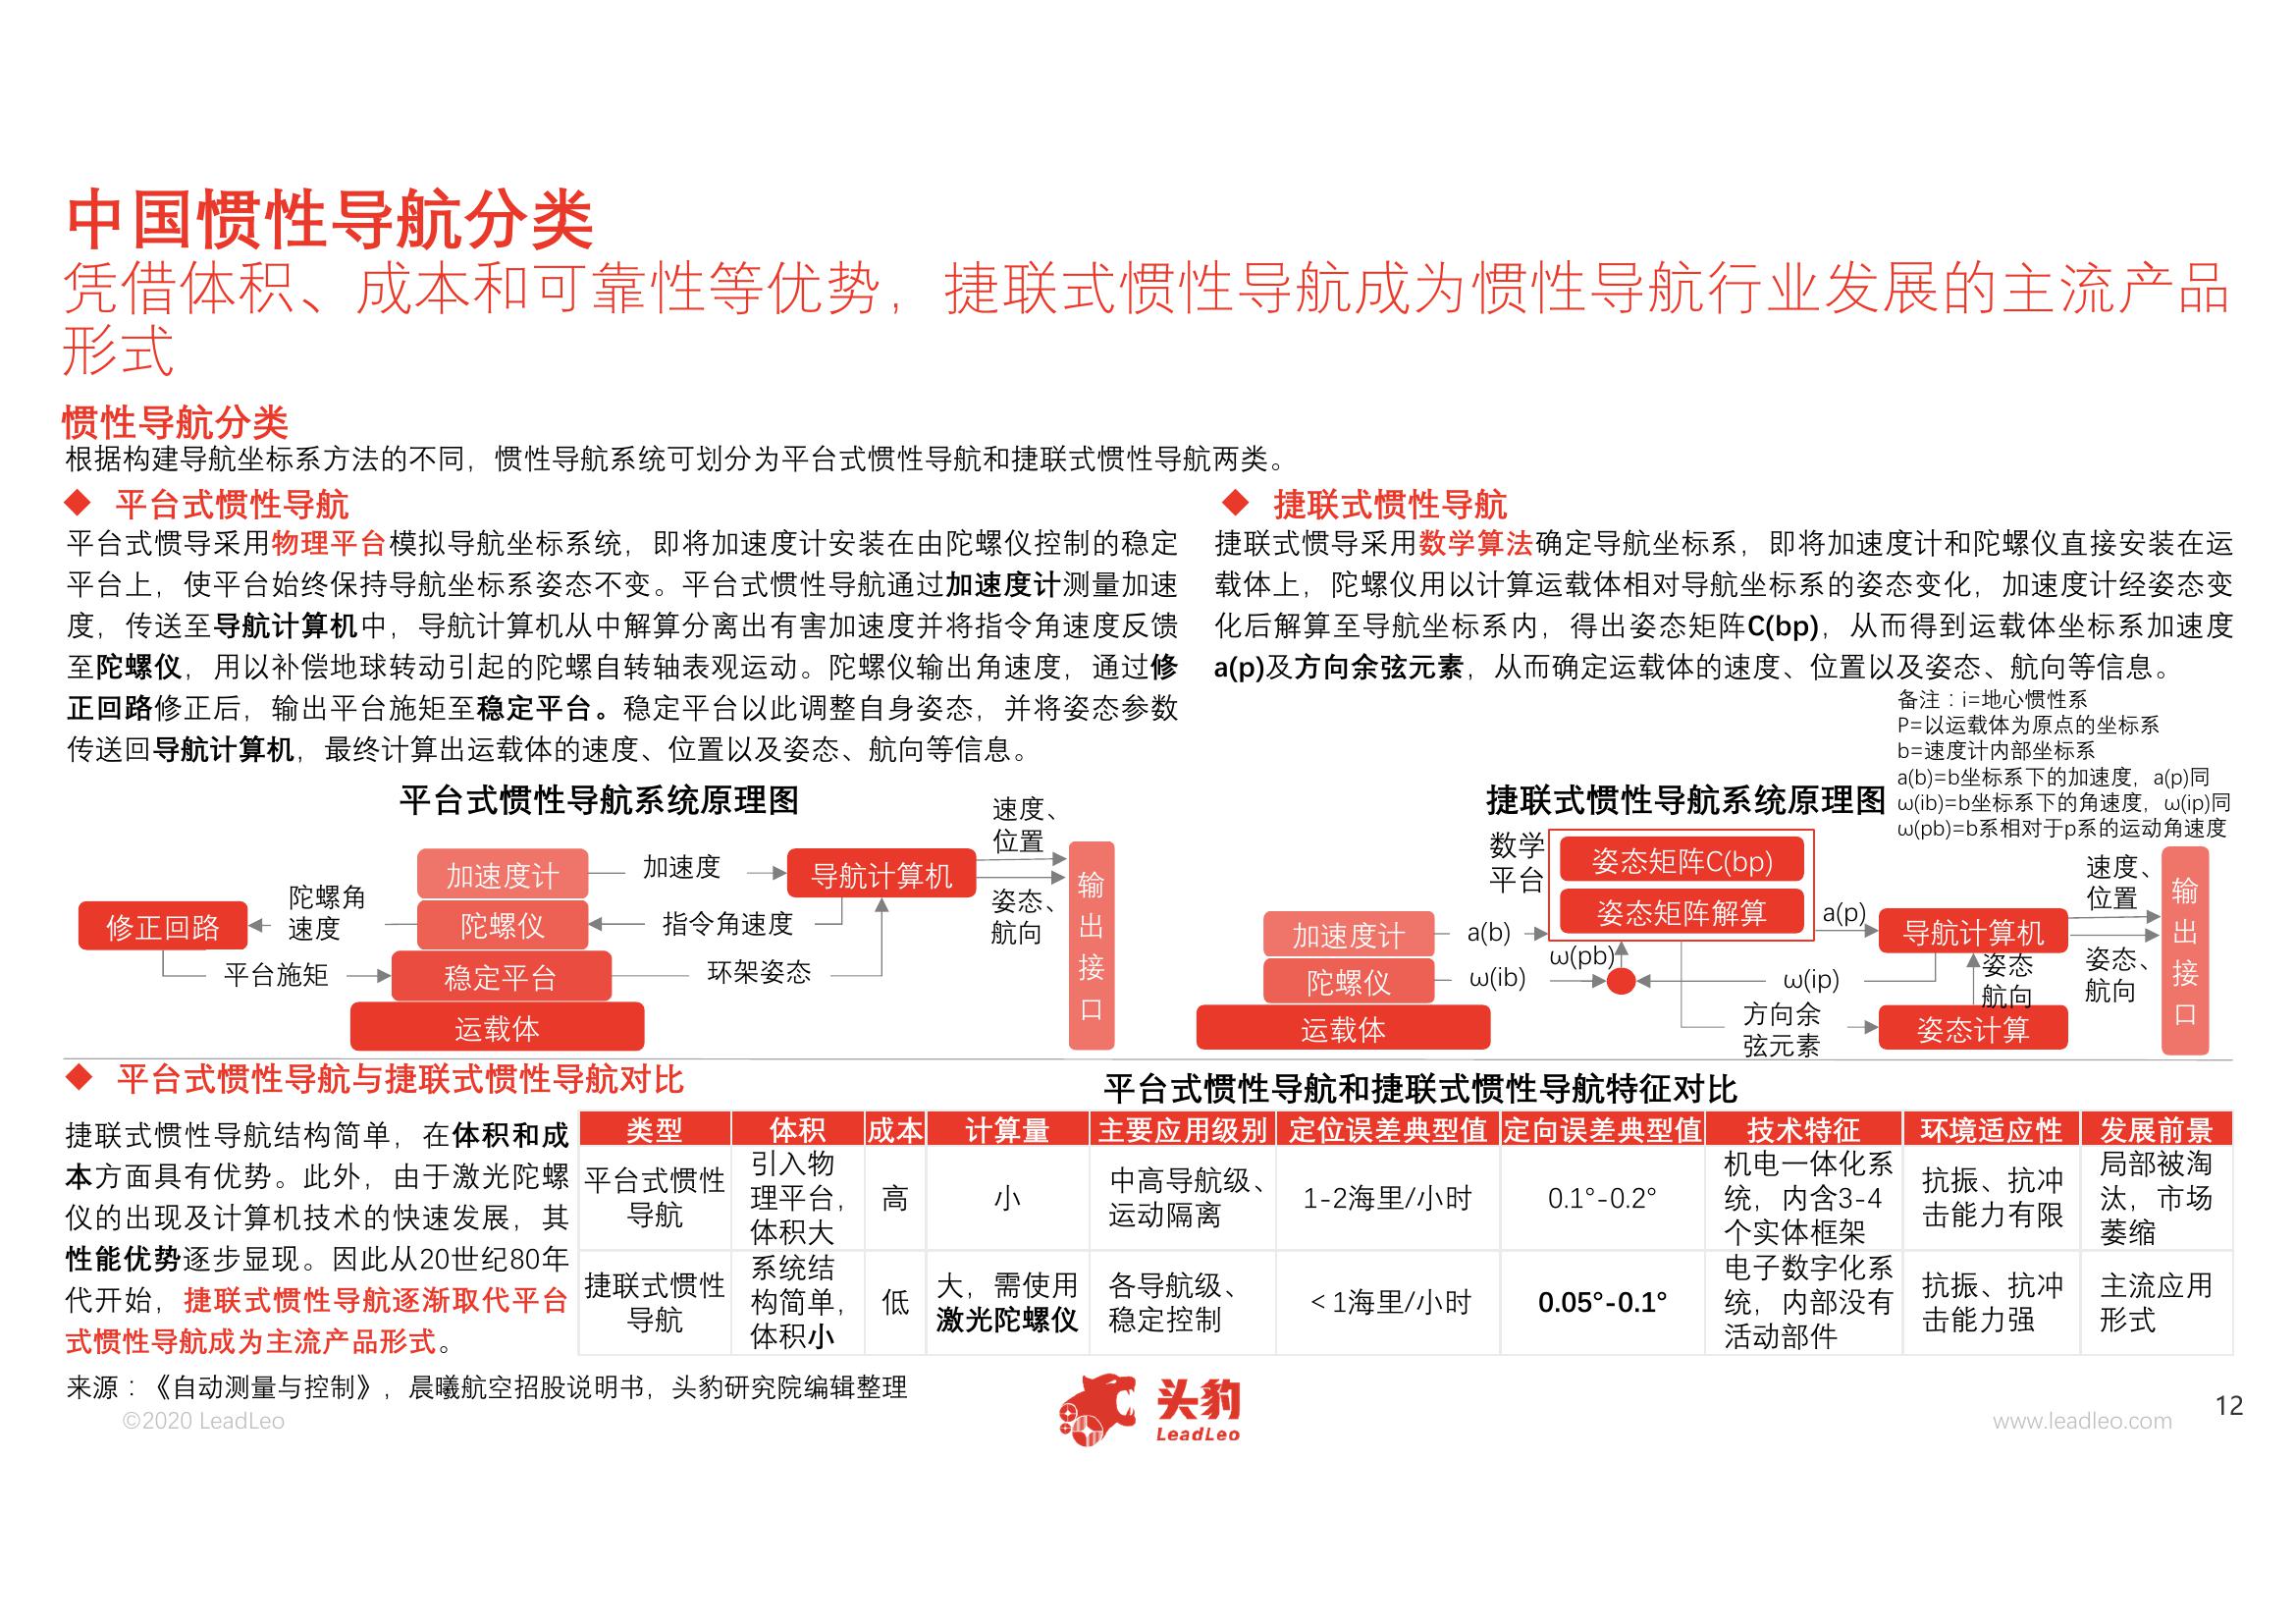 中国惯性导航分类
凭借体积、成本和可靠性等优势，捷联式惯性导航成为惯性导航行业发展的主流产品
形式
惯性导航分类
根据构建导航坐标系方法的不同，惯性导航系统可划分为平台式惯性导航和捷联式惯性导航两类。
◆ 平台式惯性导航
平台式惯导采用物理平台模拟导航坐标系统，即将加速度计安装在由陀螺仪控制的稳定
平台上，使平台始终保持导航坐标系姿态不变。平台式惯性导航通过加速度计测量加速
度，传送至导航计算机中，导航计算机从中解算分离出有害加速度并将指令角速度反馈
至陀螺仪，用以补偿地球转动引起的陀螺自转轴表观运动。陀螺仪输出角速度，通过修
正回路修正后，输出平台施矩至稳定平台。稳定平台以此调整自身姿态，并将姿态参数
传送回导航计算机，最终计算出运载体的速度、位置以及姿态、航向等信息。
◆ 捷联式惯性导航
捷联式惯导采用数学算法确定导航坐标系，即将加速度计和陀螺仪直接安装在运
载体上，陀螺仪用以计算运载体相对导航坐标系的姿态变化，加速度计经姿态变
化后解算至导航坐标系内，得出姿态矩阵C(bp)，从而得到运载体坐标系加速度
a(p)及方向余弦元素，从而确定运载体的速度、位置以及姿态、航向等信息。
备注：i=地心惯性系
P=以运载体为原点的坐标系
b=速度计内部坐标系
a(b)=b坐标系下的加速度，a(p)同
ω(ib)=b坐标系下的角速度，ω(ip)同
ω(pb)=b系相对于p系的运动角速度
平台式惯性导航系统原理图
速度、
位置
加速度计
加速度
导航计算机
陀螺角
速度
修正回路
陀螺仪
指令角速度
姿态、
航向
平台施矩
稳定平台
环架姿态
运载体
输
出
接
口
捷联式惯性导航系统原理图
数学
平台
姿态矩阵C(bp)
姿态矩阵解算
加速度计
a(b)
a(p)
导航计算机
速度、
位置
ω(pb)
陀螺仪
ω(ib)
ω(ip)
姿态
航向
姿态、
航向
运载体
方向余
弦元素
姿态计算
输
出
接
口
◆ 平台式惯性导航与捷联式惯性导航对比
捷联式惯性导航结构简单，在体积和成
本方面具有优势。此外，由于激光陀螺
仪的出现及计算机技术的快速发展，其
性能优势逐步显现。因此从20世纪80年
代开始，捷联式惯性导航逐渐取代平台
式惯性导航成为主流产品形式。
平台式惯性导航和捷联式惯性导航特征对比
类型 体积 成本 计算量 主要应用级别 定位误差典型值 定向误差典型值 技术特征 环境适应性 发展前景
平台式惯性
导航
引入物
理平台，
体积大
高
小
中高导航级、
运动隔离
1-2海里/小时
0.1°-0.2°
机电一体化系
统，内含3-4
个实体框架
抗振、抗冲
击能力有限
局部被淘
汰，市场
萎缩
捷联式惯性
导航
系统结
构简单，
体积小
低
大，需使用
激光陀螺仪
各导航级、
稳定控制
＜1海里/小时
0.05°-0.1°
电子数字化系
统，内部没有
活动部件
抗振、抗冲
击能力强
主流应用
形式
来源：《自动测量与控制》，晨曦航空招股说明书，头豹研究院编辑整理
©2020 LeadLeo
头豹
LeadLeo
www.leadleo.com
12